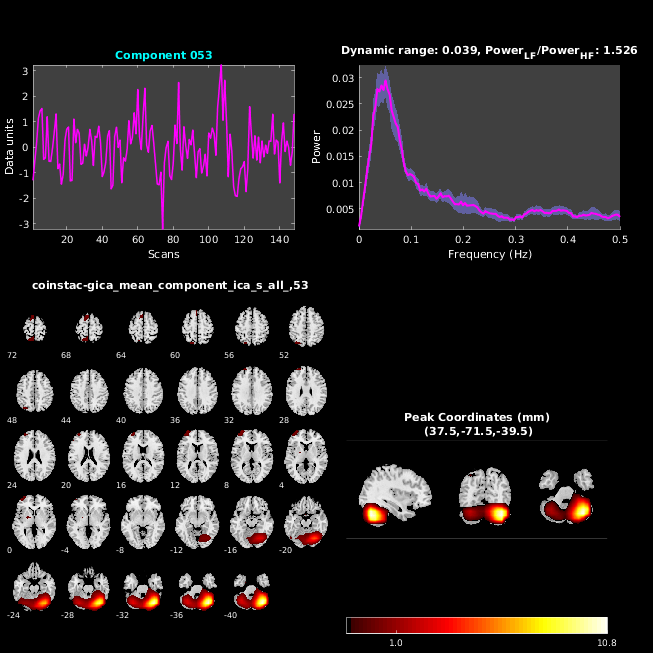 Component 053
Data units
3
2
1
0
-1
-2
-3
20 40 60 80 100 120 140
Scans
Dynamic range: 0.039, Power_LF/Power_HF: 1.526
Power
0.03
0.025
0.02
0.015
0.01
0.005
0 0.1 0.2 0.3 0.4 0.5
Frequency (Hz)
coinstac-gica_mean_component_ica_s_all_,53
72 68 64 60 56 52
48 44 40 36 32 28
24 20 16 12 8 4
0 -4 -8 -12 -16 -20
-24 -28 -32 -36 -40
Peak Coordinates (mm)
(37.5,-71.5,-39.5)
1.0 10.8